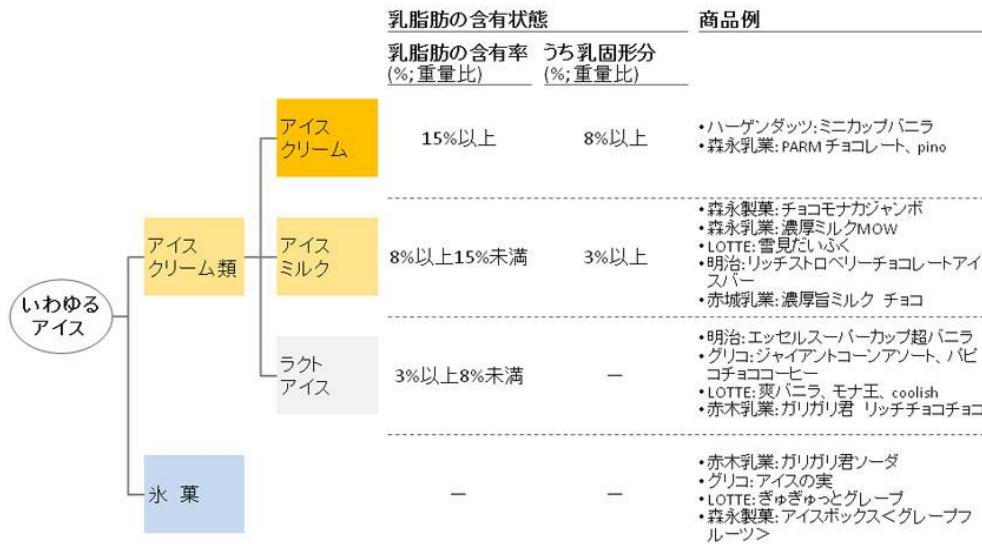 乳脂肪の含有状態
商品例
乳脂肪の含有率
(%;重量比)
うち乳固形分
(%;重量比)
いわゆる
アイス
アイス
クリーム類
アイス
クリーム
15%以上
8%以上
•ハーゲンダッツ:ミニカップバニラ
•森永乳業:PARM チョコレート、pino
アイス
ミルク
8%以上15%未満
3%以上
•森永製菓:チョコモナカジャンボ
•森永乳業:濃厚ミルクMOW
•LOTTE:雪見だいふく
•明治:リッチストロベリーチョコレートアイ
スバー
•赤城乳業:濃厚旨ミルク チョコ
ラクト
アイス
3%以上8%未満
—
•明治:エッセルスーパーカップ超バニラ
•グリコ:ジャイアントコーンアソート、パピ
コチョココーヒー
•LOTTE:爽バニラ、モナ王、coolish
•赤木乳業:ガリガリ君 リッチチョコチョコ
氷 菓
—
—
•赤木乳業:ガリガリ君ソーダ
•グリコ:アイスの実
•LOTTE:ぎゅぎゅっとグレープ
•森永製菓:アイスボックス<グレープフ
ルーツ>